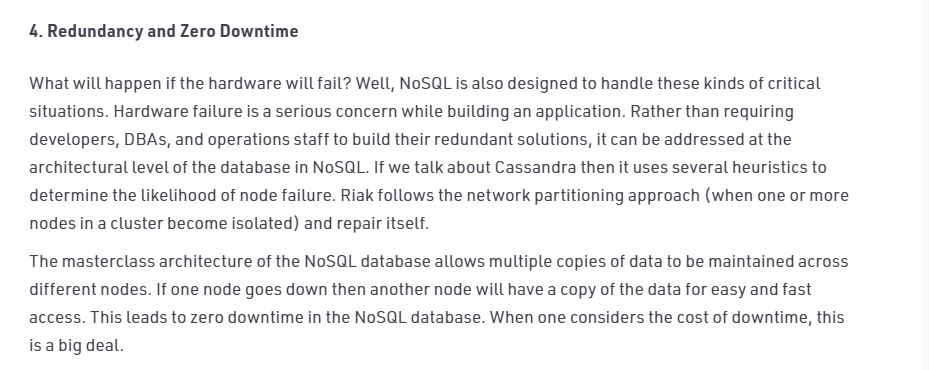 4. Redundancy and Zero Downtime
What will happen if the hardware will fail? Well, NoSQL is also designed to handle these kinds of critical
situations. Hardware failure is a serious concern while building an application. Rather than requiring
developers, DBAs, and operations staff to build their redundant solutions, it can be addressed at the
architectural level of the database in NoSQL. If we talk about Cassandra then it uses several heuristics to
determine the likelihood of node failure. Riak follows the network partitioning approach (when one or more
nodes in a cluster become isolated) and repair itself.
The masterclass architecture of the NoSQL database allows multiple copies of data to be maintained across
different nodes. If one node goes down then another node will have a copy of the data for easy and fast
access. This leads to zero downtime in the NoSQL database. When one considers the cost of downtime, this
is a big deal.